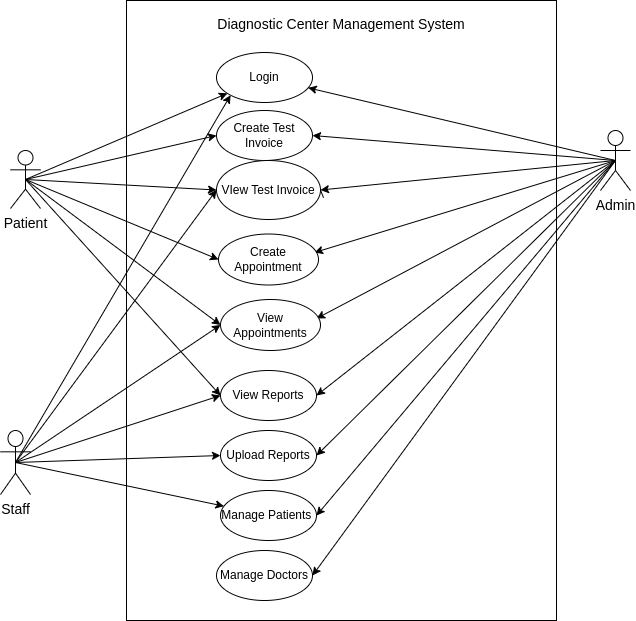 Diagnostic Center Management System
Login
Create Test
Invoice
VIew Test Invoice
Patient
Admin
Create
Appointment
View
Appointments
View Reports
Upload Reports
Staff
Manage Patients
Manage Doctors